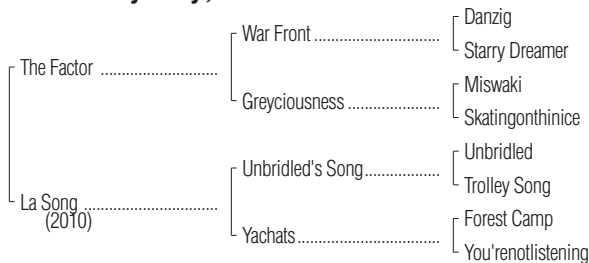 Danzig
War Front ........................................
Starry Dreamer
The Factor ....................................
Miswaki
Greyciousness .............................
Skatingonthinice
Unbridled
Unbridled's Song........................
Trolley Song
La Song ..........................................
(2010)
Forest Camp
Yachats.............................................
You'renotlistening